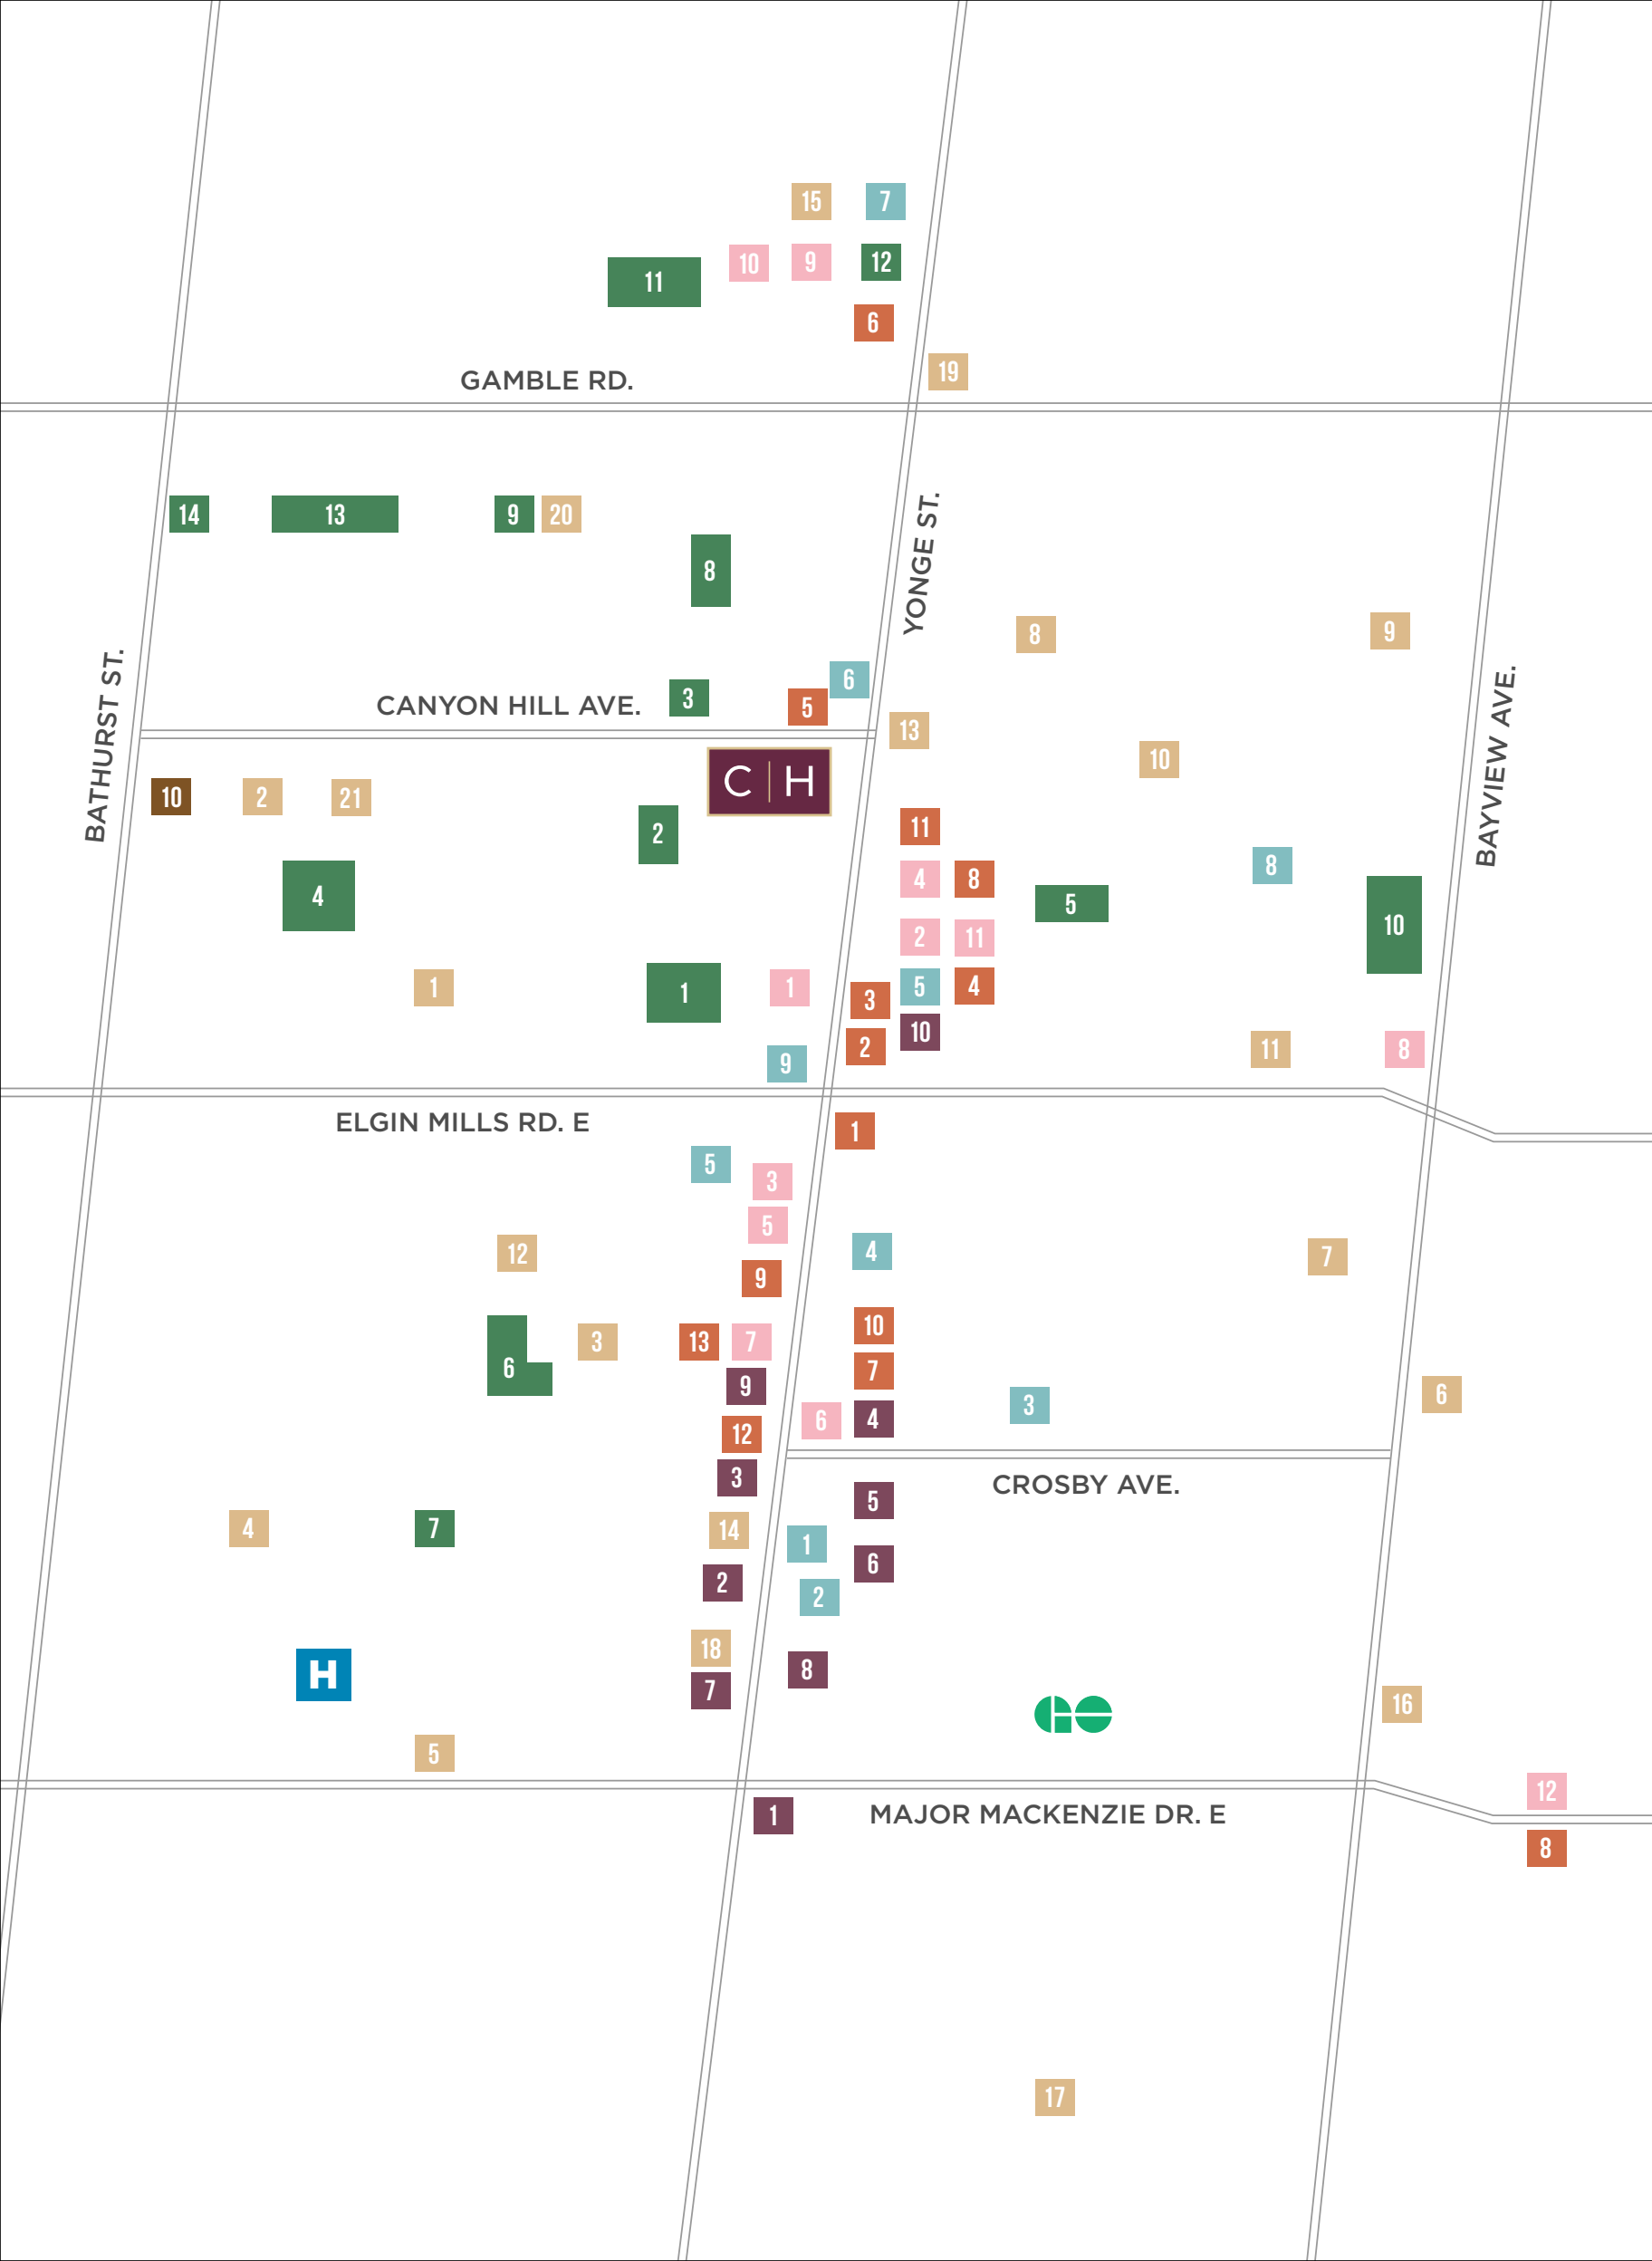 15 7
10 9 12
11
6
19
GAMBLE RD.
14 13 9 20
8
YONGE ST.
8 9
6
3
CANYON HILL AVE. 5
13
BATHURST ST.
BAYVIEW AVE.
10
C | H
10 2 21
11
2
8
4 8
4
5
10
2 11
1 1 1 5 4
3
10
2 11 8
9
ELGIN MILLS RD. E
1
5
3
5
12 4 7
9
10
3 13 7
6
7
9
6
3
6 4
12
3
CROSBY AVE.
5
4 7 14
1
6
2
2
18
8
H
7
16
GO
5
12
1 MAJOR MACKENZIE DR. E
8
17